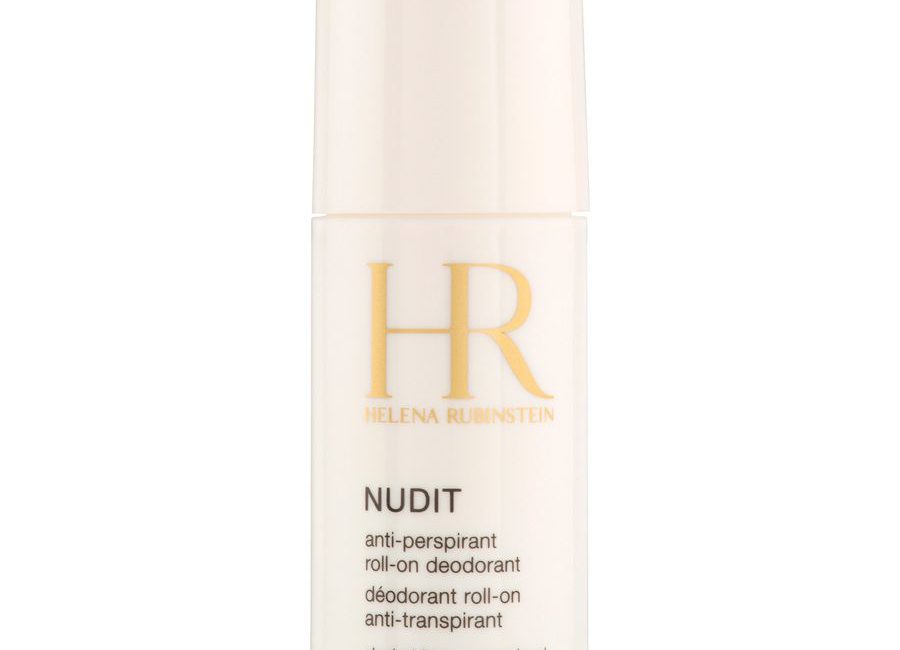 HR
HELENA RUBINSTEIN
NUDIT
anti-perspirant
roll-on deodorant
déodorant roll-on
anti-transpirant